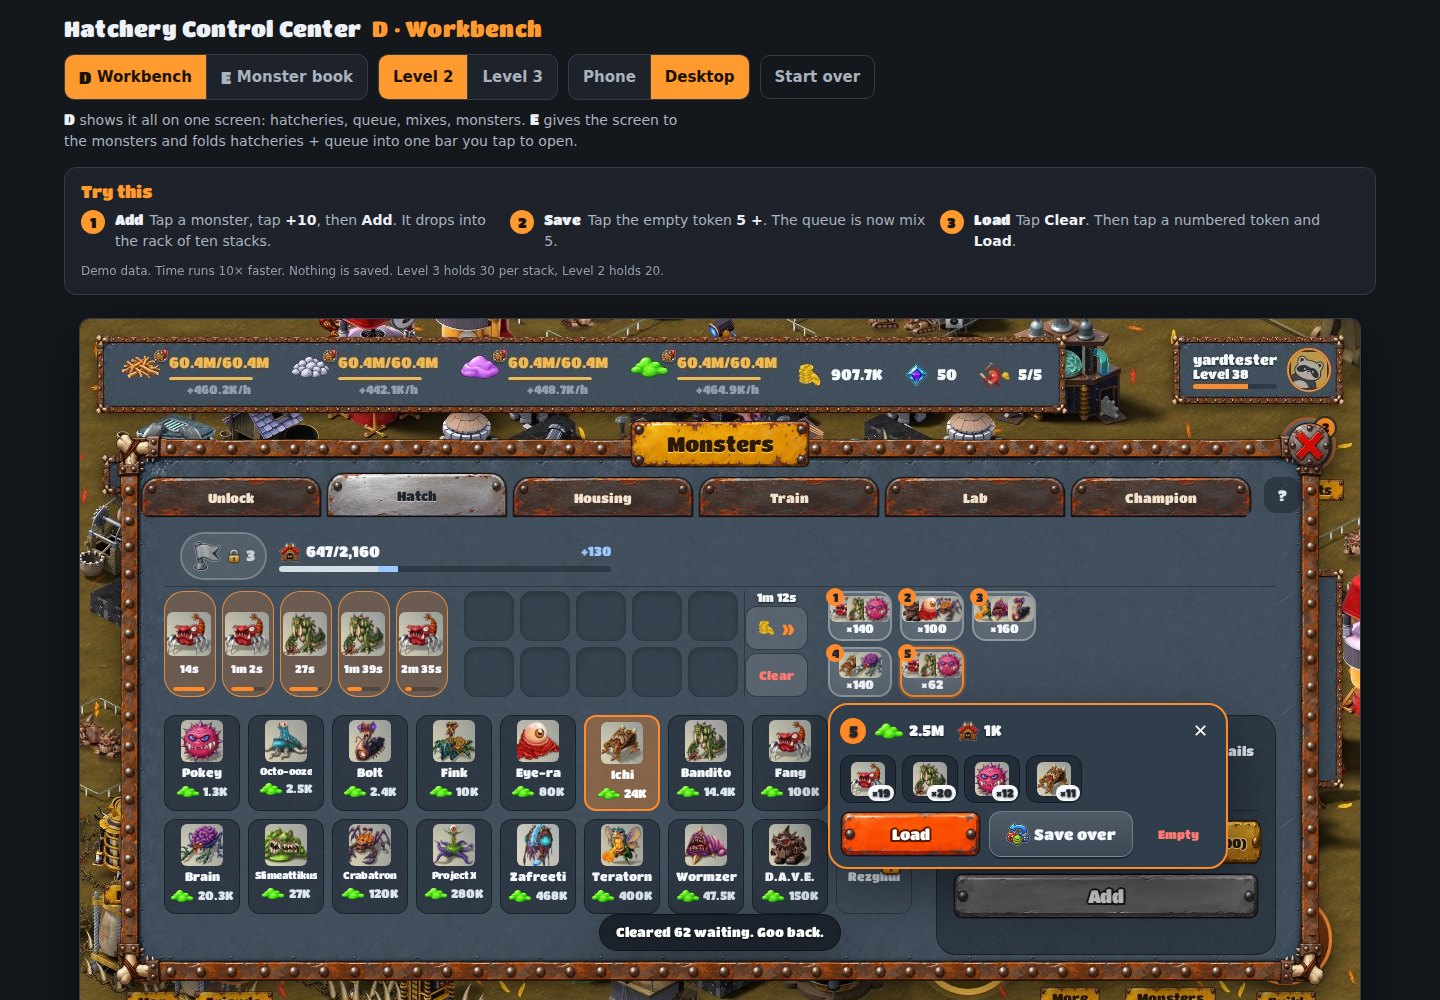 Hatchery Control Center D · Workbench
D Workbench E Monster book Level 2 Level 3 Phone Desktop Start over
D shows it all on one screen: hatcheries, queue, mixes, monsters. E gives the screen to
the monsters and folds hatcheries + queue into one bar you tap to open.
Try this
1 Add Tap a monster, tap +10, then Add. It drops into
the rack of ten stacks.
2 Save Tap the empty token 5 +. The queue is now mix
5.
3 Load Tap Clear. Then tap a numbered token and
Load.
Demo data. Time runs 10× faster. Nothing is saved. Level 3 holds 30 per stack, Level 2 holds 20.
60.4M/60.4M 60.4M/60.4M 60.4M/60.4M 60.4M/60.4M 907.7K 50 5/5
+460.2K/h +442.1K/h +448.7K/h +464.9K/h
yardtester
Level 38
Monsters
Unlock Hatch Housing Train Lab Champion ?
3 647/2,160 +130
14s 1m 2s 27s 1m 39s 2m 35s
1m 12s
»
Clear
1 ×140 2 ×100 3 ×160
4 ×140 5 ×62
Pokey Octo-ooze Bolt Fink Eye-ra Ichi Bandito Fang
1.3K 2.5K 2.4K 10K 80K 24K 14.4K 100K
Brain Slimeattikus Crabatron Project X Zafreeti Teratorn Wormzer D.A.V.E. Rezghul
20.3K 27K 120K 280K 468K 400K 47.5K 150K
5 2.5M 1K ✕
×19 ×20 ×12 ×11
Load Save over Empty
ails
Add
Cleared 62 waiting. Goo back.
More Monsters